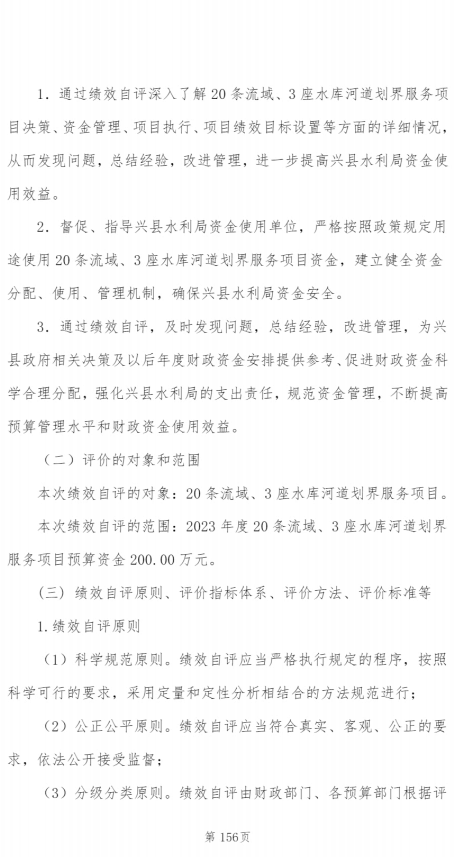 1. 通过绩效自评深入了解 20 条流域、3 座水库河道划界服务项
目决策、资金管理、项目执行、项目绩效目标设置等方面的详细情况，
从而发现问题，总结经验，改进管理，进一步提高兴县水利局资金使
用效益。
2. 督促、指导兴县水利局资金使用单位，严格按照政策规定用
途使用 20 条流域、3 座水库河道划界服务项目资金，建立健全资金
分配、使用、管理机制，确保兴县水利局资金安全。
3. 通过绩效自评，及时发现问题，总结经验，改进管理，为兴
县政府相关决策及以后年度财政资金安排提供参考、促进财政资金科
学合理分配，强化兴县水利局的支出责任，规范资金管理，不断提高
预算管理水平和财政资金使用效益。
（二）评价的对象和范围
本次绩效自评的对象：20 条流域、3 座水库河道划界服务项目。
本次绩效自评的范围：2023 年度 20 条流域、3 座水库河道划界
服务项目预算资金 200.00 万元。
(三) 绩效自评原则、评价指标体系、评价方法、评价标准等
1.绩效自评原则
（1）科学规范原则。绩效自评应当严格执行规定的程序，按照
科学可行的要求，采用定量和定性分析相结合的方法规范进行；
（2）公正公平原则。绩效自评应当符合真实、客观、公正的要
求，依法公开接受监督；
（3）分级分类原则。绩效自评由财政部门、各预算部门根据评
第 156页